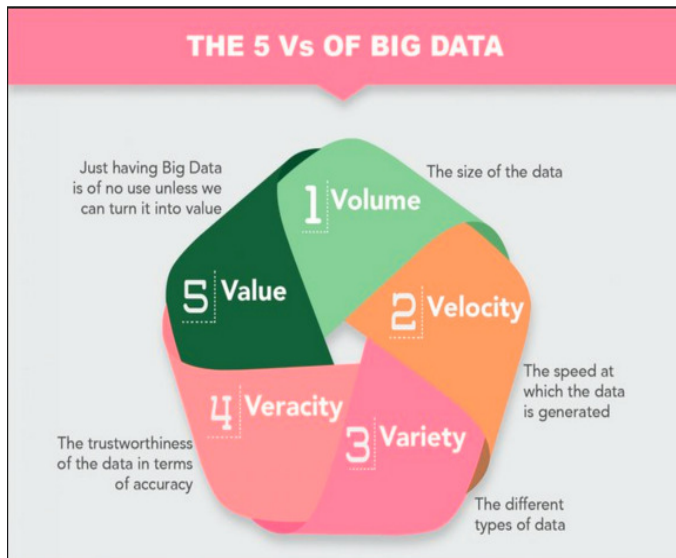 THE 5 Vs OF BIG DATA
1 Volume
The size of the data
2 Velocity
The speed at
which the data
is generated
3 Variety
The different
types of data
4 Veracity
The trustworthiness
of the data in terms
of accuracy
5 Value
Just having Big Data
is of no use unless we
can turn it into value